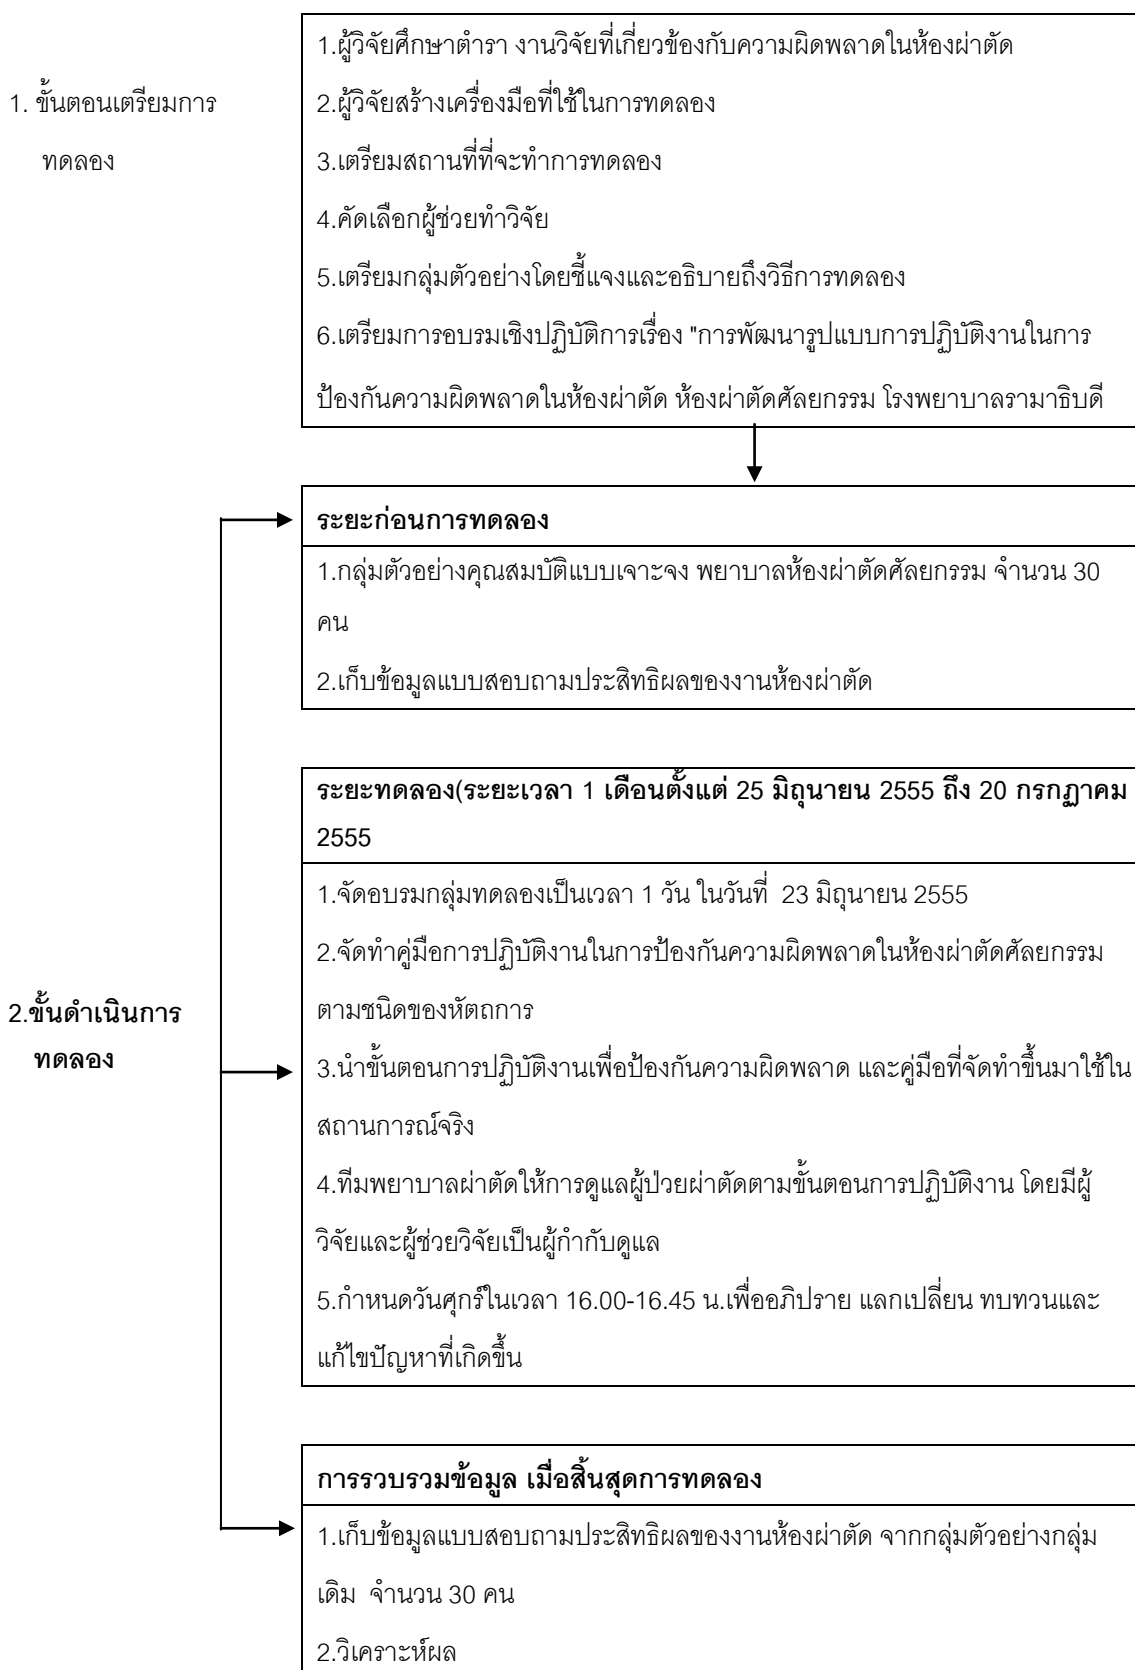 1. ขั้นตอนเตรียมการ
ทดลอง
1.ผู้วิจัยศึกษาตำรา งานวิจัยที่เกี่ยวข้องกับความผิดพลาดในห้องผ่าตัด
2.ผู้วิจัยสร้างเครื่องมือที่ใช้ในการทดลอง
3.เตรียมสถานที่ที่จะทำการทดลอง
4.คัดเลือกผู้ช่วยทำวิจัย
5.เตรียมกลุ่มตัวอย่างโดยชี้แจงและอธิบายถึงวิธีการทดลอง
6.เตรียมการอบรมเชิงปฏิบัติการเรื่อง "การพัฒนารูปแบบการปฏิบัติงานในการ
ป้องกันความผิดพลาดในห้องผ่าตัด ห้องผ่าตัดศัลยกรรม โรงพยาบาลรามาธิบดี
2.ขั้นดำเนินการ
ทดลอง
ระยะก่อนการทดลอง
1.กลุ่มตัวอย่างคุณสมบัติแบบเจาะจง พยาบาลห้องผ่าตัดศัลยกรรม จำนวน 30
คน
2.เก็บข้อมูลแบบสอบถามประสิทธิผลของงานห้องผ่าตัด
ระยะทดลอง(ระยะเวลา 1 เดือนตั้งแต่ 25 มิถุนายน 2555 ถึง 20 กรกฏาคม
2555
1.จัดอบรมกลุ่มทดลองเป็นเวลา 1 วัน ในวันที่ 23 มิถุนายน 2555
2.จัดทำคู่มือการปฏิบัติงานในการป้องกันความผิดพลาดในห้องผ่าตัดศัลยกรรม
ตามชนิดของหัตถการ
3.นำขั้นตอนการปฏิบัติงานเพื่อป้องกันความผิดพลาด และคู่มือที่จัดทำขึ้นมาใช้ใน
สถานการณ์จริง
4.ทีมพยาบาลผ่าตัดให้การดูแลผู้ป่วยผ่าตัดตามขั้นตอนการปฏิบัติงาน โดยมีผู้
วิจัยและผู้ช่วยวิจัยเป็นผู้กำกับดูแล
5.กำหนดวันศุกร์ในเวลา 16.00-16.45 น.เพื่ออภิปราย แลกเปลี่ยน ทบทวนและ
แก้ไขปัญหาที่เกิดขึ้น
การรวบรวมข้อมูล เมื่อสิ้นสุดการทดลอง
1.เก็บข้อมูลแบบสอบถามประสิทธิผลของงานห้องผ่าตัด จากกลุ่มตัวอย่างกลุ่ม
เดิม จำนวน 30 คน
2.วิเคราะห์ผล